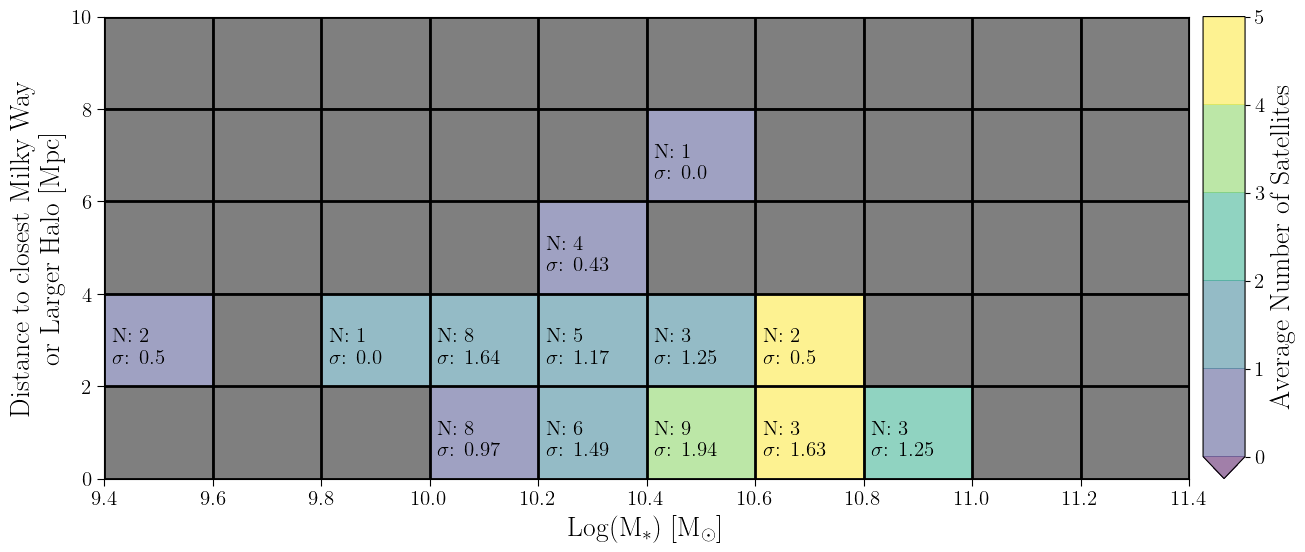 10
8
6
4
2
0
Distance to closest Milky Way
or Larger Halo [Mpc]
N: 1
σ: 0.0
N: 4
σ: 0.43
N: 2
σ: 0.5
N: 1
σ: 0.0
N: 8
σ: 1.64
N: 5
σ: 1.17
N: 3
σ: 1.25
N: 2
σ: 0.5
N: 8
σ: 0.97
N: 6
σ: 1.49
N: 9
σ: 1.94
N: 3
σ: 1.63
N: 3
σ: 1.25
9.4 9.6 9.8 10.0 10.2 10.4 10.6 10.8 11.0 11.2 11.4
Log(M∗) [M⊙]
5
4
3
2
1
0
Average Number of Satellites